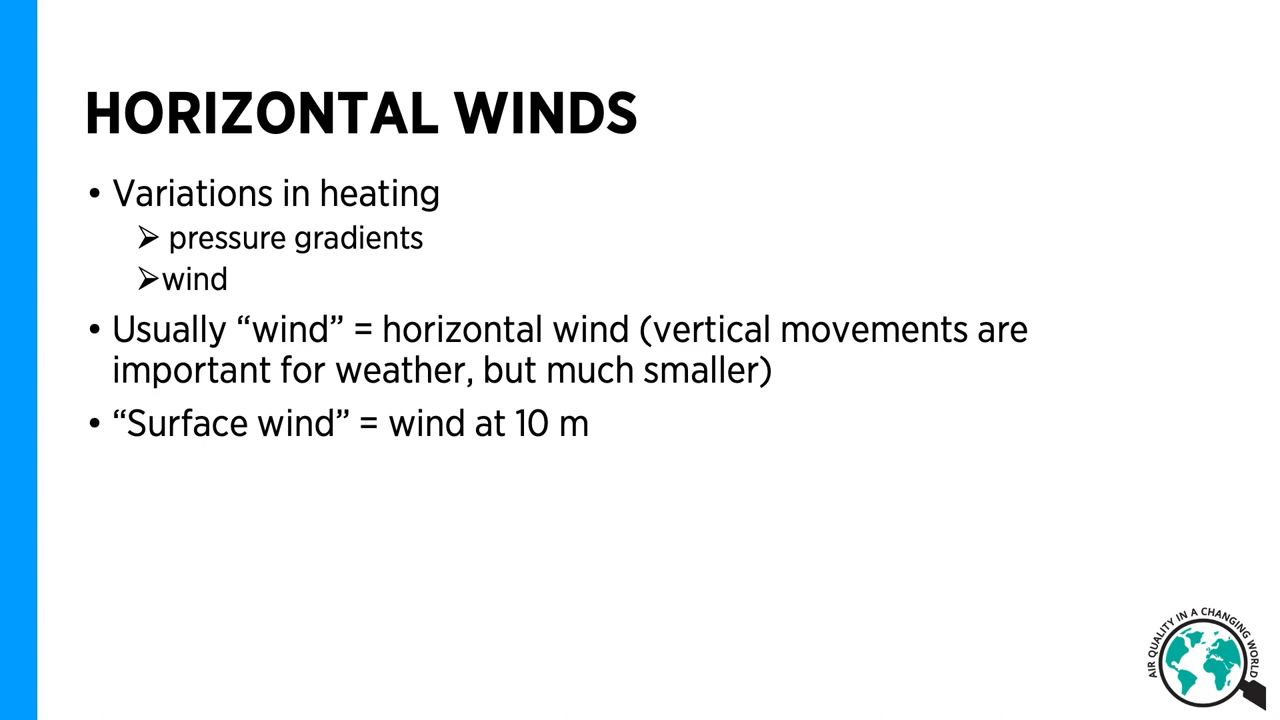 HORIZONTAL WINDS
• Variations in heating
➢ pressure gradients
➢wind
• Usually “wind” = horizontal wind (vertical movements are
important for weather, but much smaller)
• “Surface wind” = wind at 10 m
AIR QUALITY IN A CHANGING WORLD